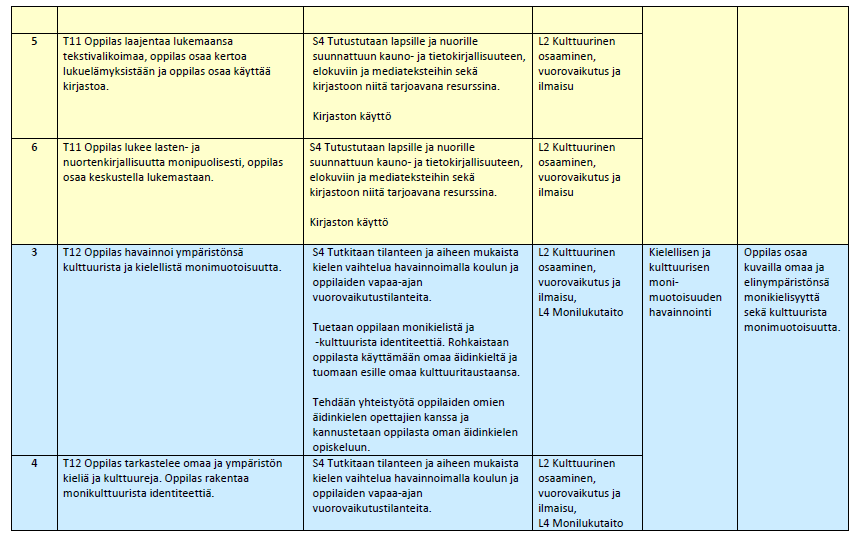 5
T11 Oppilas laajentaa lukemaansa
tekstivalikoimaa, oppilas osaa kertoa
lukuelämyksistään ja oppilas osaa käyttää
kirjastoa.
S4 Tutustutaan lapsille ja nuorille
suunnattuun kauno- ja tietokirjallisuuteen,
elokuviin ja mediateksteihin sekä
kirjastoon niitä tarjoavana resurssina.
Kirjaston käyttö
L2 Kulttuurinen
osaaminen,
vuorovaikutus ja
ilmaisu
6
T11 Oppilas lukee lasten- ja
nuortenkirjallisuutta monipuolisesti, oppilas
osaa keskustella lukemastaan.
S4 Tutustutaan lapsille ja nuorille
suunnattuun kauno- ja tietokirjallisuuteen,
elokuviin ja mediateksteihin sekä
kirjastoon niitä tarjoavana resurssina.
Kirjaston käyttö
L2 Kulttuurinen
osaaminen,
vuorovaikutus ja
ilmaisu
3
T12 Oppilas havainnoi ympäristönsä
kulttuurista ja kielellistä monimuotoisuutta.
S4 Tutkitaan tilanteen ja aiheen mukaista
kielen vaihtelua havainnoimalla koulun ja
oppilaiden vapaa-ajan
vuorovaikutustilanteita.
Tuetaan oppilaan monikielistä ja
-kulttuurista identiteettiä. Rohkaistaan
oppilasta käyttämään omaa äidinkieltä ja
tuomaan esille omaa kulttuuritaustaansa.
Tehdään yhteistyötä oppilaiden omien
äidinkielen opettajien kanssa ja
kannustetaan oppilasta oman äidinkielen
opiskeluun.
L2 Kulttuurinen
osaaminen,
vuorovaikutus ja
ilmaisu,
L4 Monilukutaito
Kielellisen ja
kulttuurisen
moni-
muotoisuuden
havainnointi
Oppilas osaa
kuvailla omaa ja
elinympäristönsä
monikielisyyttä
sekä kulttuurista
monimuotoisuutta.
4
T12 Oppilas tarkastelee omaa ja ympäristön
kieliä ja kulttuureja. Oppilas rakentaa
monikulttuurista identiteettiä.
S4 Tutkitaan tilanteen ja aiheen mukaista
kielen vaihtelua havainnoimalla koulun ja
oppilaiden vapaa-ajan
vuorovaikutustilanteita.
L2 Kulttuurinen
osaaminen,
vuorovaikutus ja
ilmaisu,
L4 Monilukutaito